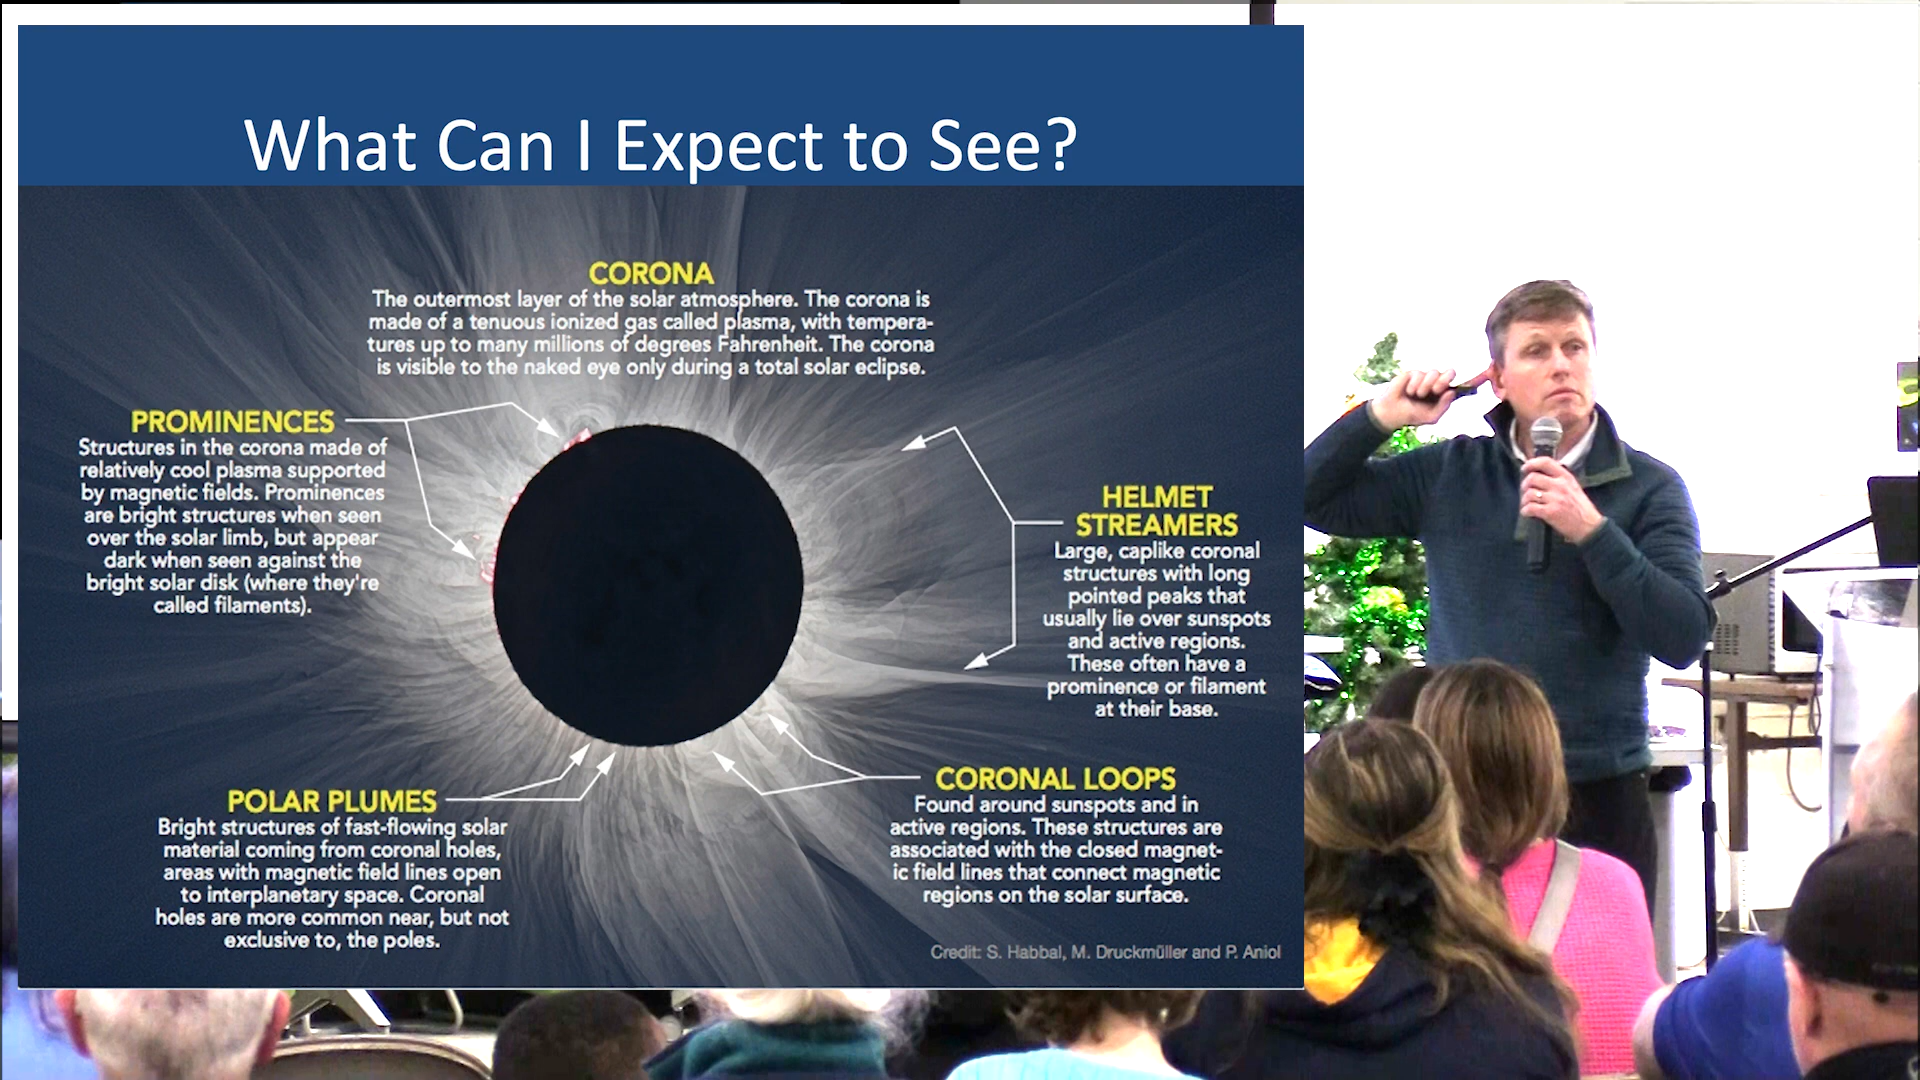 What Can I Expect to See?
CORONA
The outermost layer of the solar atmosphere. The corona is
made of a tenuous ionized gas called plasma, with tempera-
tures up to many millions of degrees Fahrenheit. The corona
is visible to the naked eye only during a total solar eclipse.
PROMINENCES
Structures in the corona made of
relatively cool plasma supported
by magnetic fields. Prominences
are bright structures when seen
over the solar limb, but appear
dark when seen against the
bright solar disk (where they're
called filaments).
HELMET
STREAMERS
Large, caplike coronal
structures with long
pointed peaks that
usually lie over sunspots
and active regions.
These often have a
prominence or filament
at their base.
POLAR PLUMES
Bright structures of fast-flowing solar
material coming from coronal holes,
areas with magnetic field lines open
to interplanetary space. Coronal
holes are more common near, but not
exclusive to, the poles.
CORONAL LOOPS
Found around sunspots and in
active regions. These structures are
associated with the closed magnet-
ic field lines that connect magnetic
regions on the solar surface.
Credit: S. Habbal, M. Druckmüller and P. Aniol